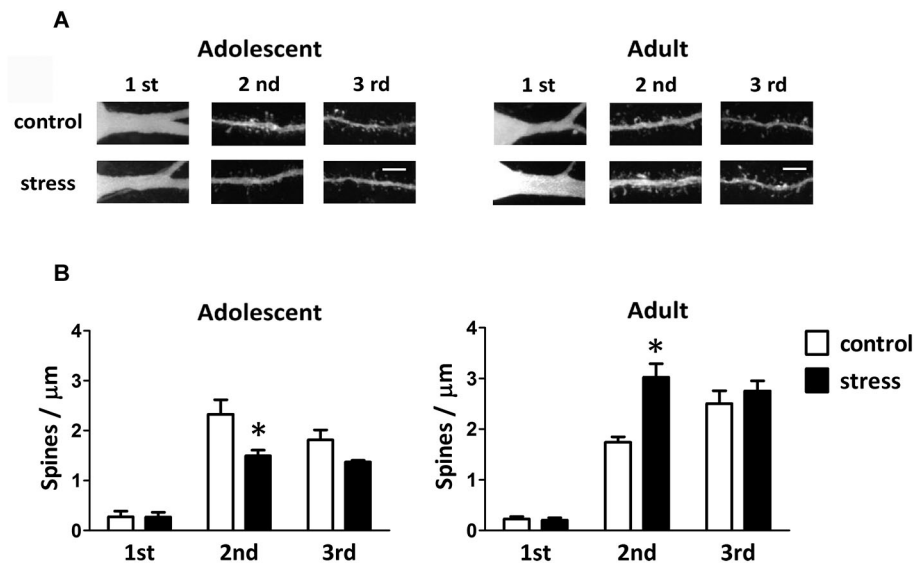 A
Adolescent
Adult
1 st 2 nd 3 rd
1 st 2 nd 3 rd
control
stress
B
Adolescent
Spines / μm
4
3
2
1
0
1st 2nd 3rd
*
Adult
Spines / μm
4
3
2
1
0
1st 2nd 3rd
*
control
stress